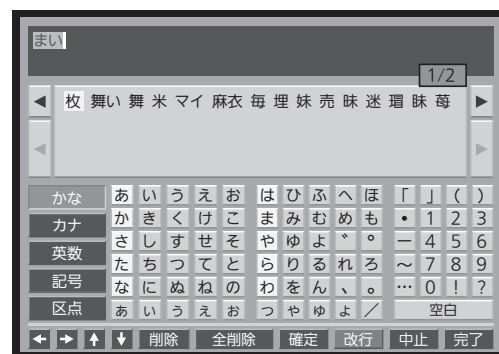 まい
1/2
◀ 枚 舞い 舞 米 マイ 麻衣 毎 埋 妹 売 昧 迷 瑁 眛 苺 ▶
◀ ▶
かな あ い う え お は ひ ふ へ ほ 「 」 ( )
カナ か き く け こ ま み む め も ・ 1 2 3
英数 さ し す せ そ や ゆ よ ゛ ゜ ー 4 5 6
記号 た ち つ て と ら り る れ ろ ~ 7 8 9
区点 な に ぬ ね の わ を ん 、 。 … 0 ! ?
ぁ ぃ ぅ ぇ ぉ っ ゃ ゅ ょ / 空白
← → ↑ ↓ 削除 全削除 確定 改行 中止 完了